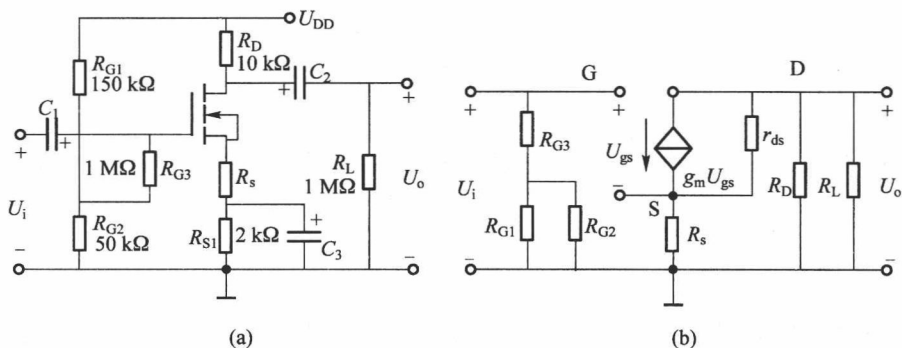 U_DD
R_D
10 kΩ
R_G1
150 kΩ
C_2
+
+
C_1
+
+
1 MΩ
R_G3
R_s
R_L
1 MΩ
U_o
U_i
R_G2
50 kΩ
R_S1
2 kΩ
+
C_3
−
−
(a)
G
D
+
+
+
R_G3
U_gs
r_ds
U_i
g_mU_gs
R_D
R_L
U_o
−
S
R_G1
R_G2
R_s
−
−
(b)